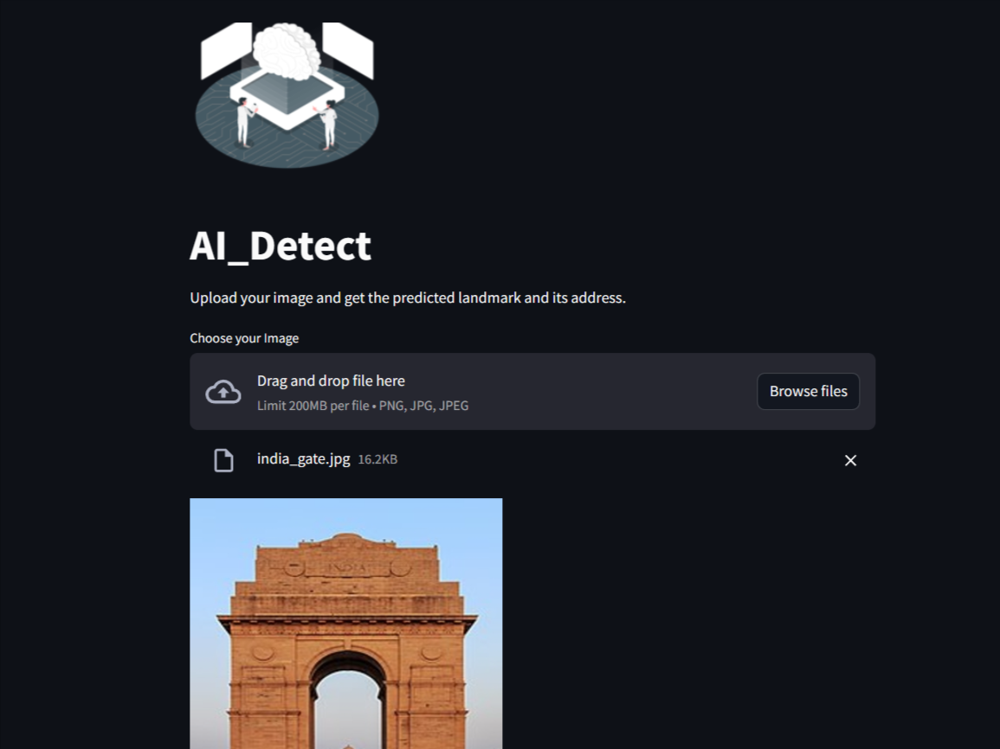 AI_Detect
Upload your image and get the predicted landmark and its address.
Choose your Image
Drag and drop file here
Limit 200MB per file • PNG, JPG, JPEG
Browse files
india_gate.jpg 16.2KB
INDIA